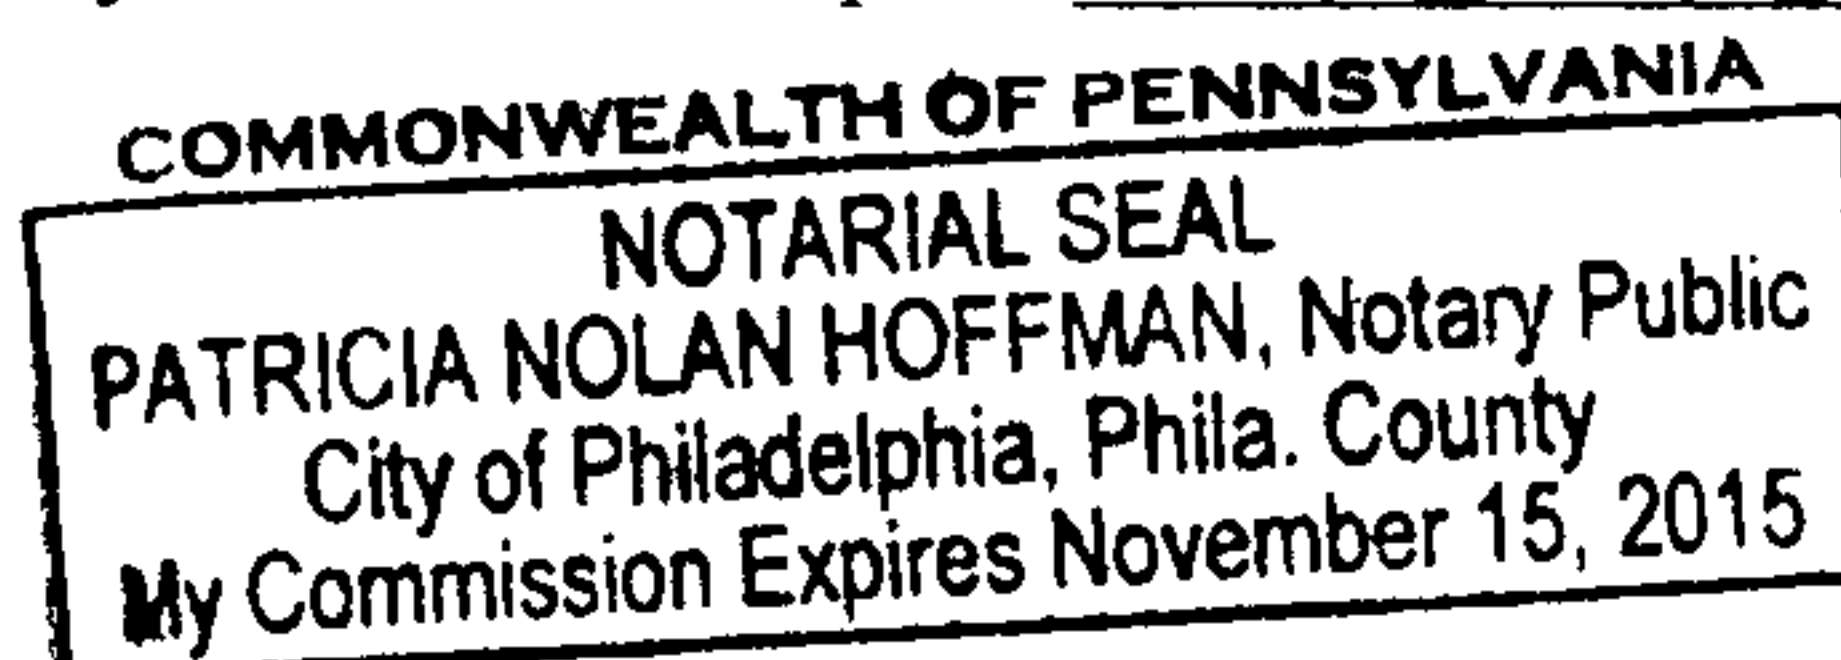 COMMONWEALTH OF PENNSYLVANIA
NOTARIAL SEAL
PATRICIA NOLAN HOFFMAN, Notary Public
City of Philadelphia, Phila. County
My Commission Expires November 15, 2015